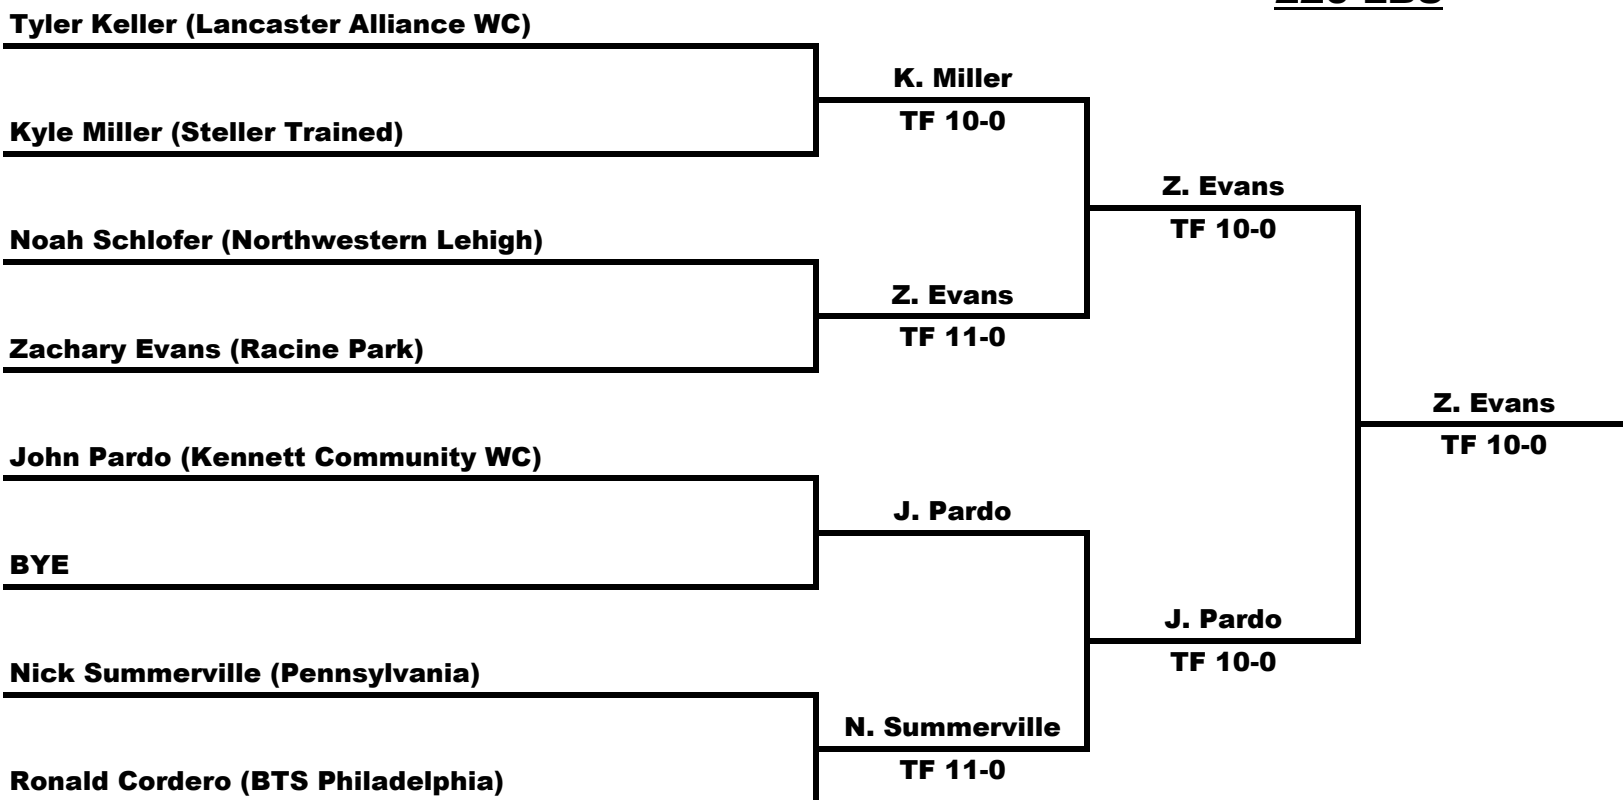 Tyler Keller (Lancaster Alliance WC)
K. Miller
TF 10-0
Kyle Miller (Steller Trained)
Z. Evans
TF 10-0
Noah Schlofer (Northwestern Lehigh)
Z. Evans
TF 11-0
Zachary Evans (Racine Park)
Z. Evans
TF 10-0
John Pardo (Kennett Community WC)
J. Pardo
BYE
J. Pardo
TF 10-0
Nick Summerville (Pennsylvania)
N. Summerville
TF 11-0
Ronald Cordero (BTS Philadelphia)